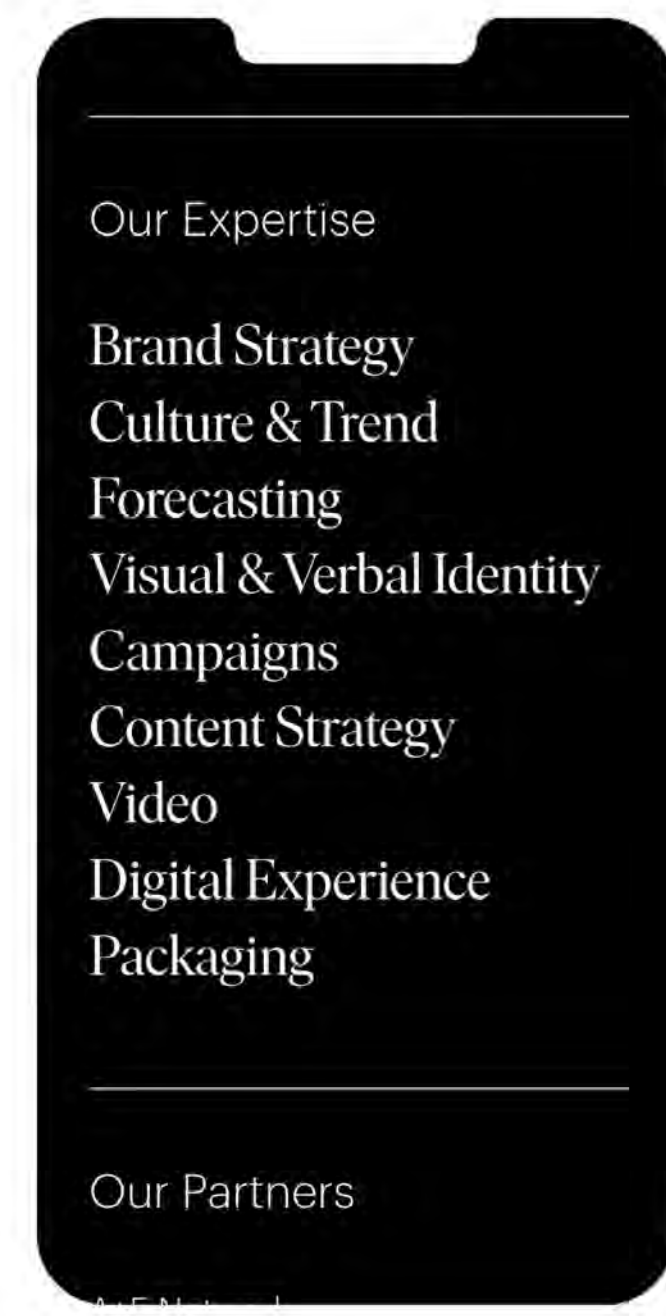 Our Expertise
Brand Strategy
Culture & Trend
Forecasting
Visual & Verbal Identity
Campaigns
Content Strategy
Video
Digital Experience
Packaging
Our Partners